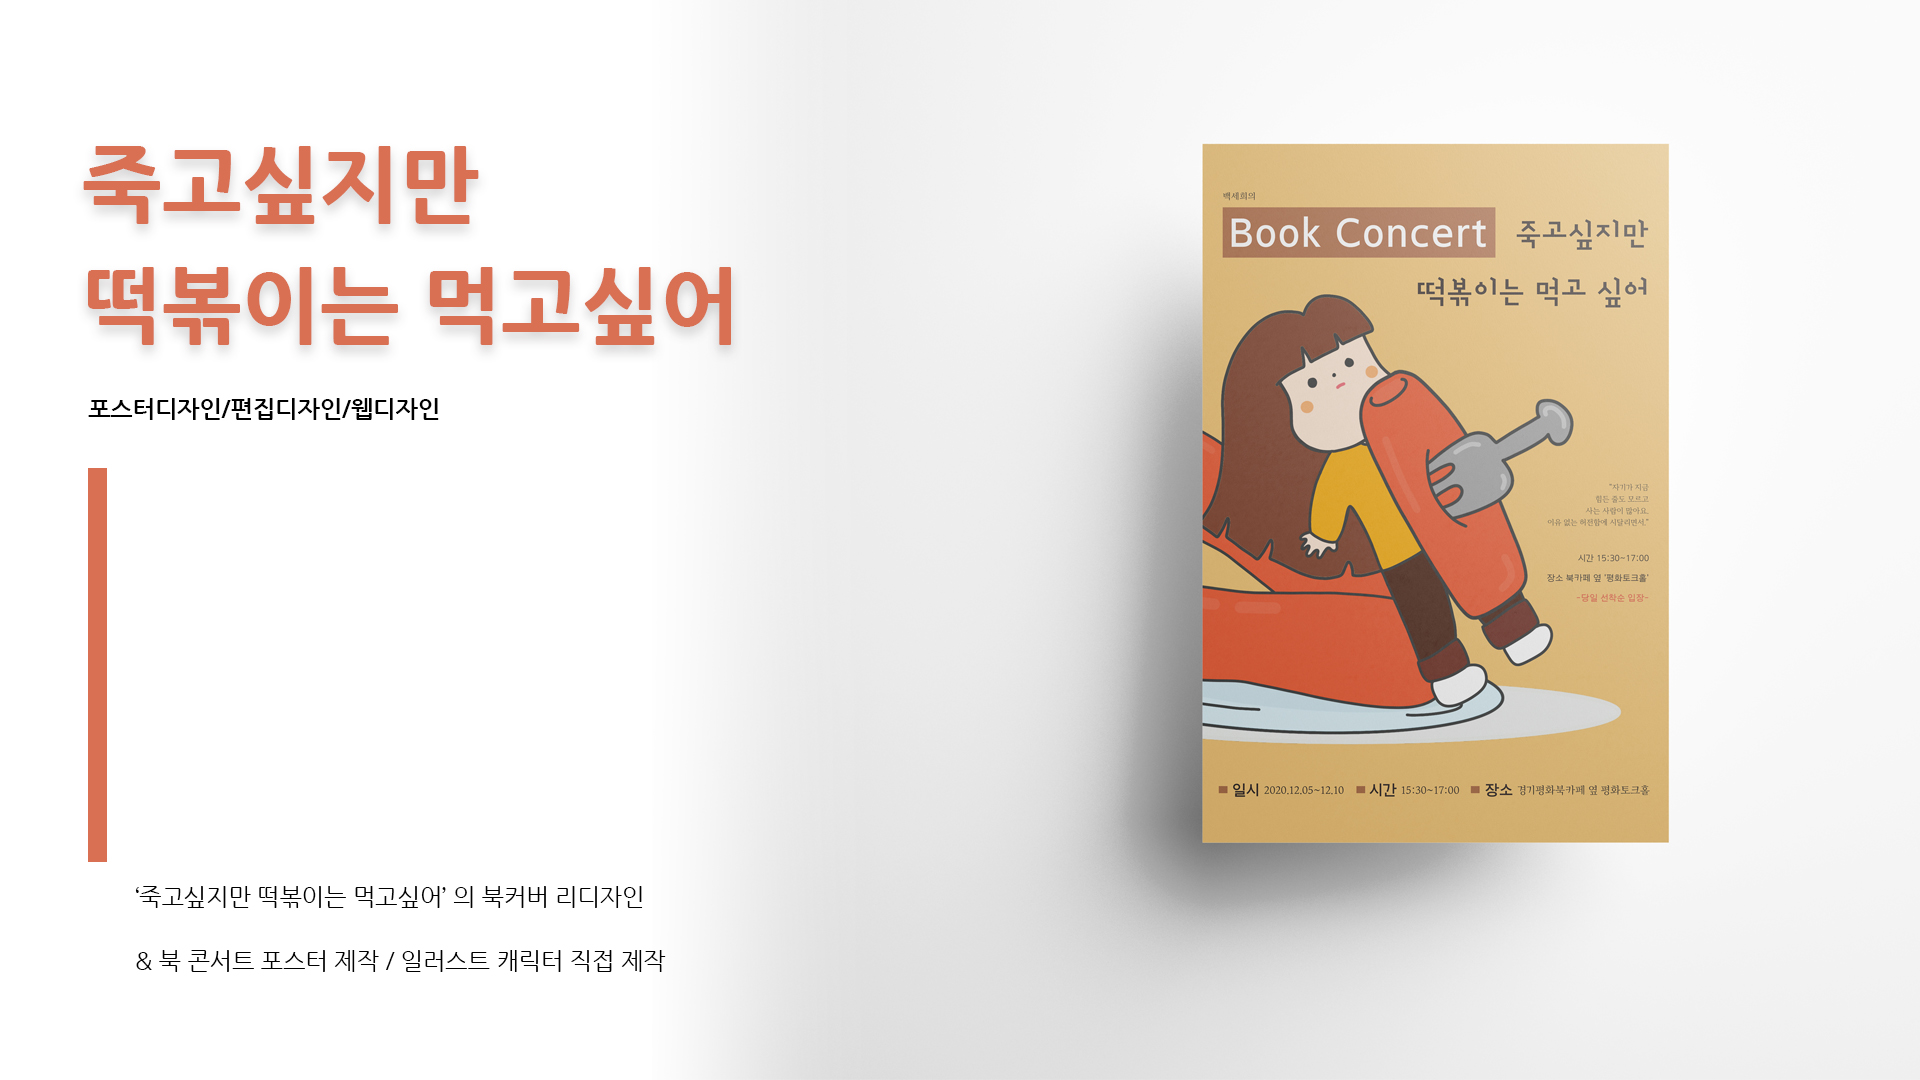 죽고싶지만
떡볶이는 먹고싶어
포스터디자인/편집디자인/웹디자인
‘죽고싶지만 떡볶이는 먹고싶어’ 의 북커버 리디자인
& 북 콘서트 포스터 제작 / 일러스트 캐릭터 직접 제작
백세희의
Book Concert 죽고싶지만
떡볶이는 먹고 싶어
"자기가 지금
힘든 줄도 모르고
사는 사람이 많아요.
이유 없는 허전함에 시달리면서."
시간 15:30~17:00
장소 북카페 옆 '평화토크홀'
-당일 선착순 입장-
일시 2020.12.05~12.10 시간 15:30~17:00 장소 경기평화북카페 옆 평화토크홀